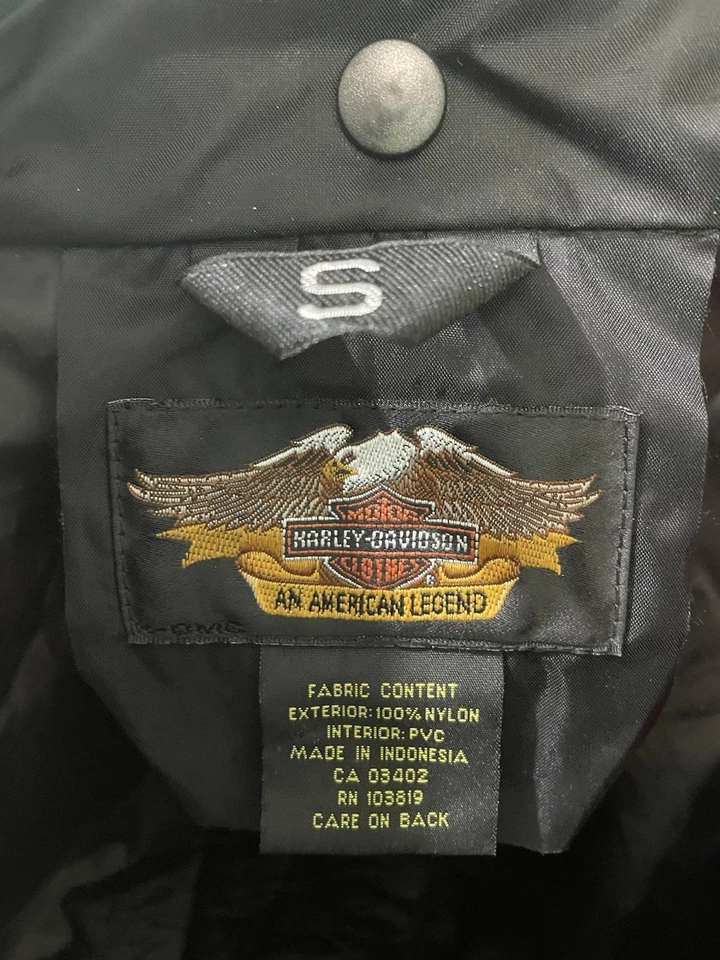 S
MOTOR
HARLEY-DAVIDSON
CLOTHES
®
AN AMERICAN LEGEND
FABRIC CONTENT
EXTERIOR:100% NYLON
INTERIOR:PVC
MADE IN INDONESIA
CA 03402
RN 103819
CARE ON BACK